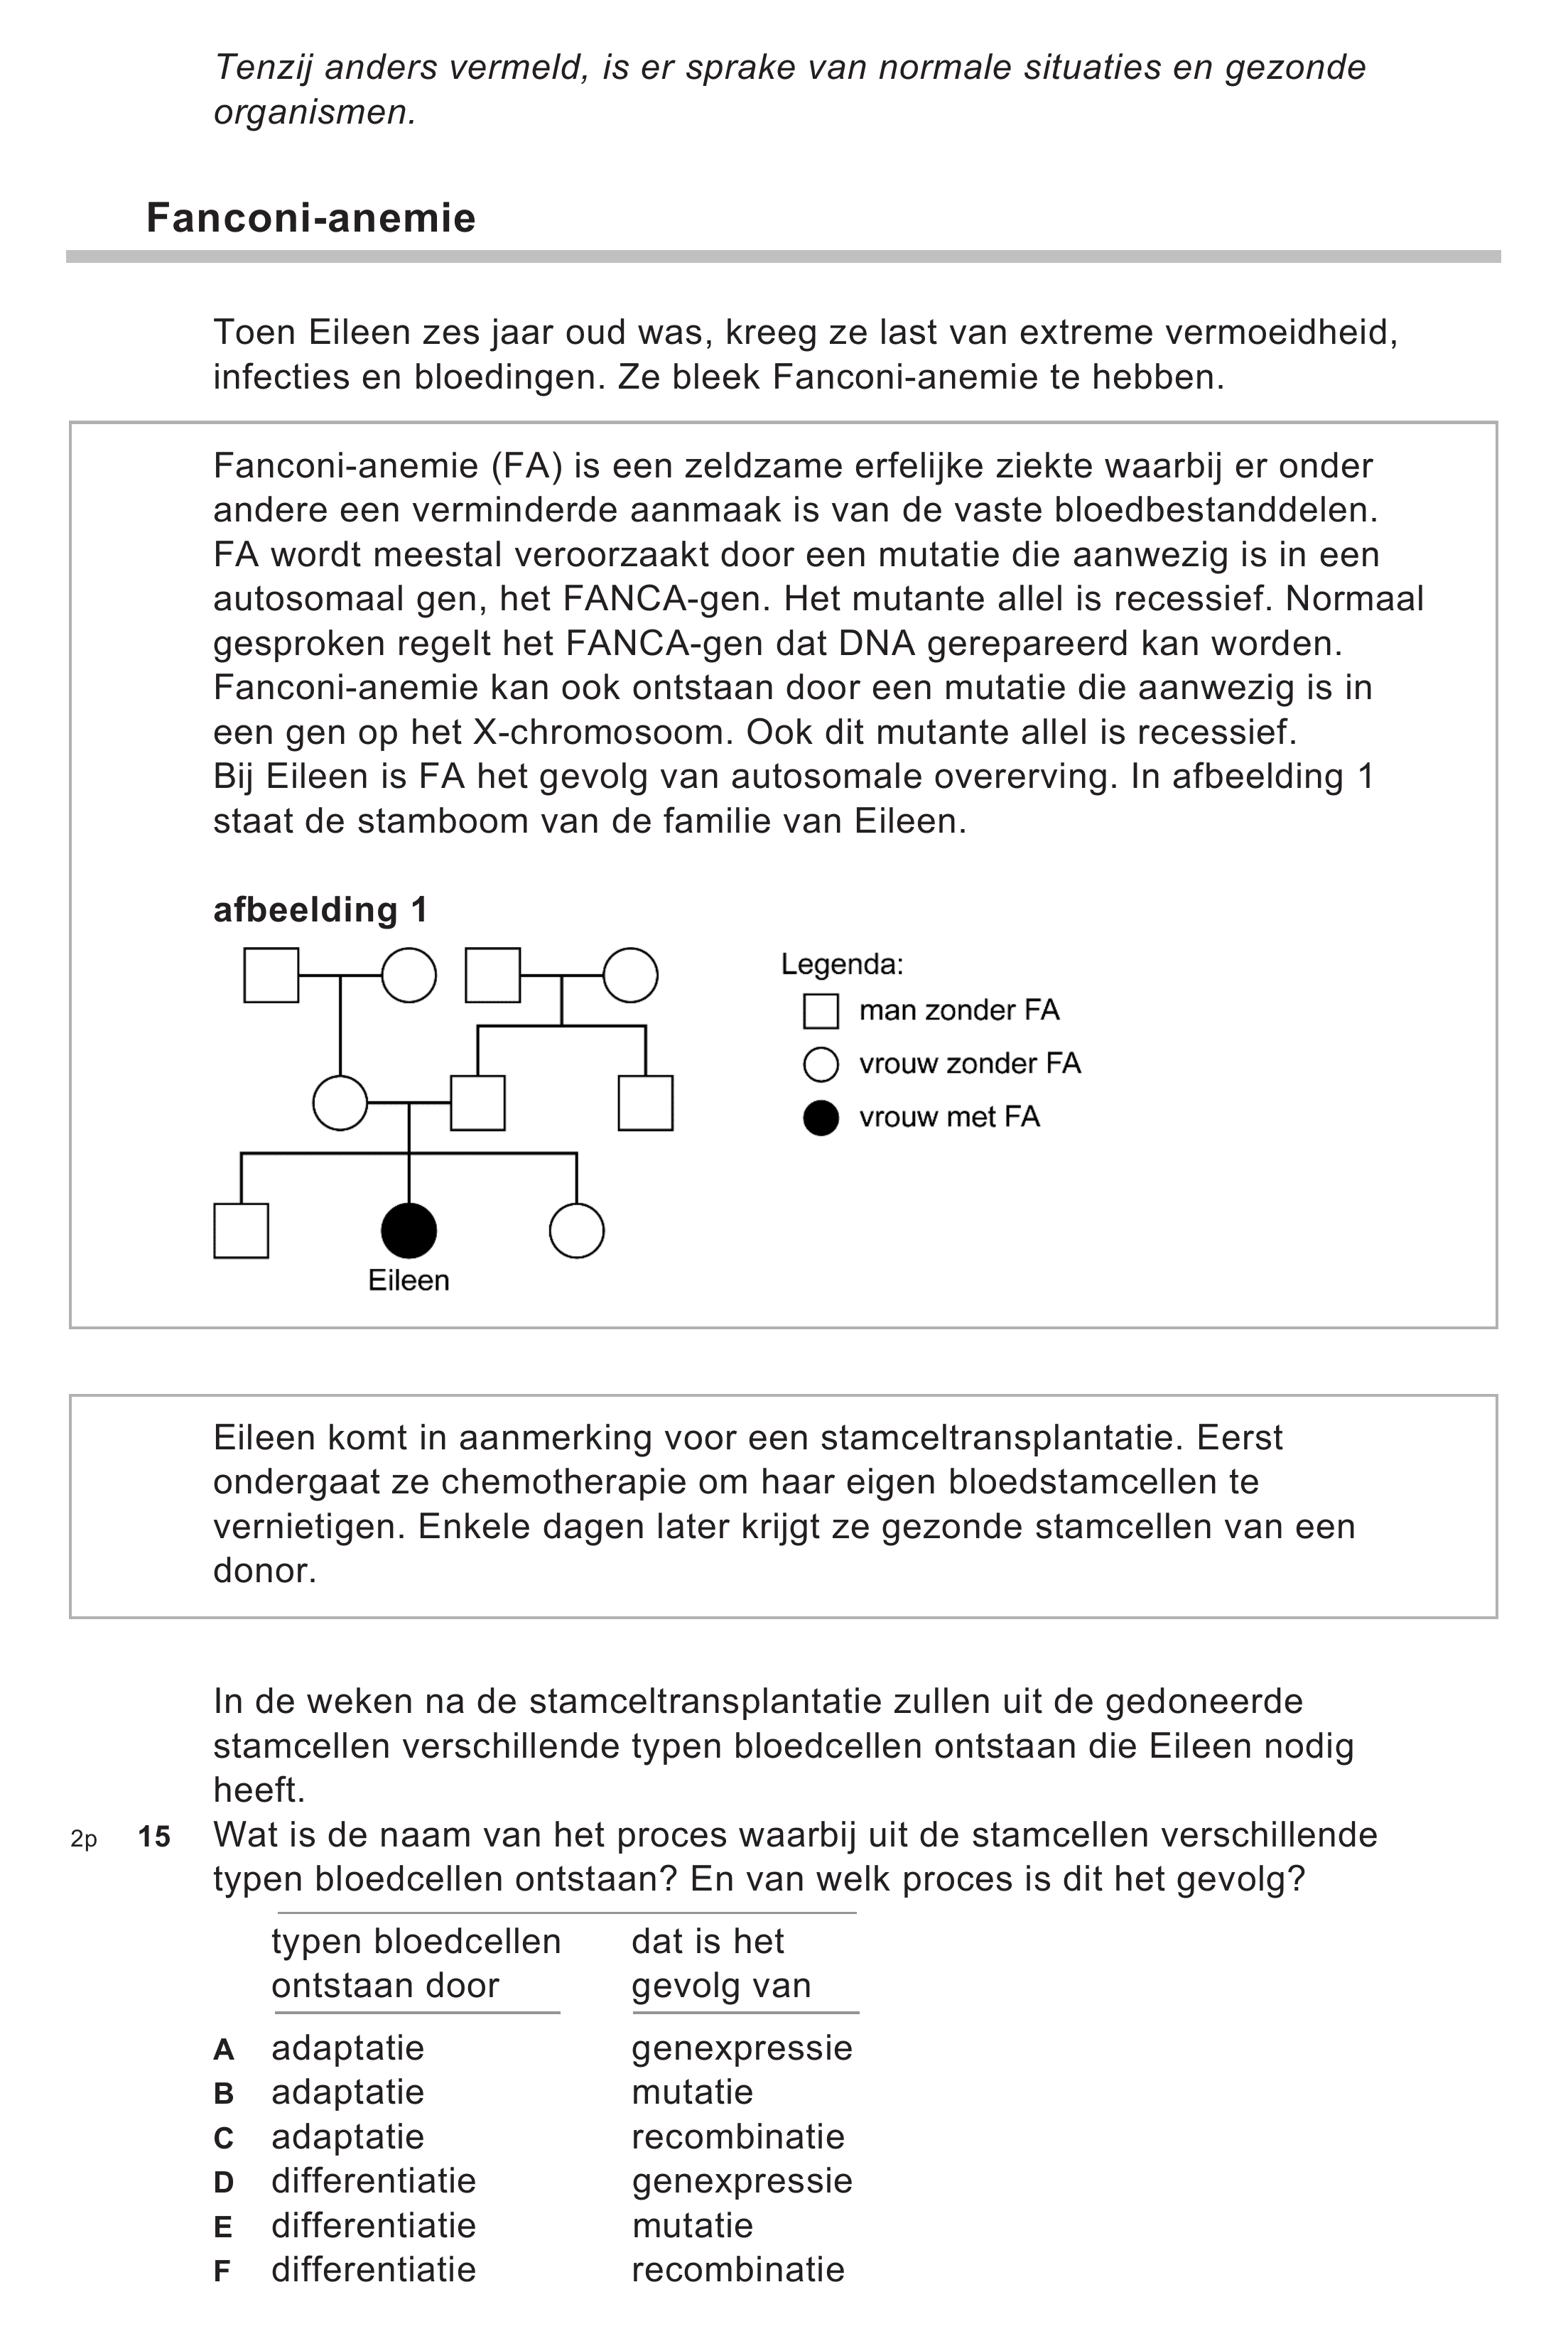 Tenzij anders vermeld, is er sprake van normale situaties en gezonde
organismen.
Fanconi-anemie
Toen Eileen zes jaar oud was, kreeg ze last van extreme vermoeidheid,
infecties en bloedingen. Ze bleek Fanconi-anemie te hebben.
Fanconi-anemie (FA) is een zeldzame erfelijke ziekte waarbij er onder
andere een verminderde aanmaak is van de vaste bloedbestanddelen.
FA wordt meestal veroorzaakt door een mutatie die aanwezig is in een
autosomaal gen, het FANCA-gen. Het mutante allel is recessief. Normaal
gesproken regelt het FANCA-gen dat DNA gerepareerd kan worden.
Fanconi-anemie kan ook ontstaan door een mutatie die aanwezig is in
een gen op het X-chromosoom. Ook dit mutante allel is recessief.
Bij Eileen is FA het gevolg van autosomale overerving. In afbeelding 1
staat de stamboom van de familie van Eileen.
afbeelding 1
Legenda:
man zonder FA
vrouw zonder FA
vrouw met FA
Eileen
Eileen komt in aanmerking voor een stamceltransplantatie. Eerst
ondergaat ze chemotherapie om haar eigen bloedstamcellen te
vernietigen. Enkele dagen later krijgt ze gezonde stamcellen van een
donor.
In de weken na de stamceltransplantatie zullen uit de gedoneerde
stamcellen verschillende typen bloedcellen ontstaan die Eileen nodig
heeft.
2p 15 Wat is de naam van het proces waarbij uit de stamcellen verschillende
typen bloedcellen ontstaan? En van welk proces is dit het gevolg?
typen bloedcellen dat is het
ontstaan door gevolg van
A adaptatie genexpressie
B adaptatie mutatie
C adaptatie recombinatie
D differentiatie genexpressie
E differentiatie mutatie
F differentiatie recombinatie